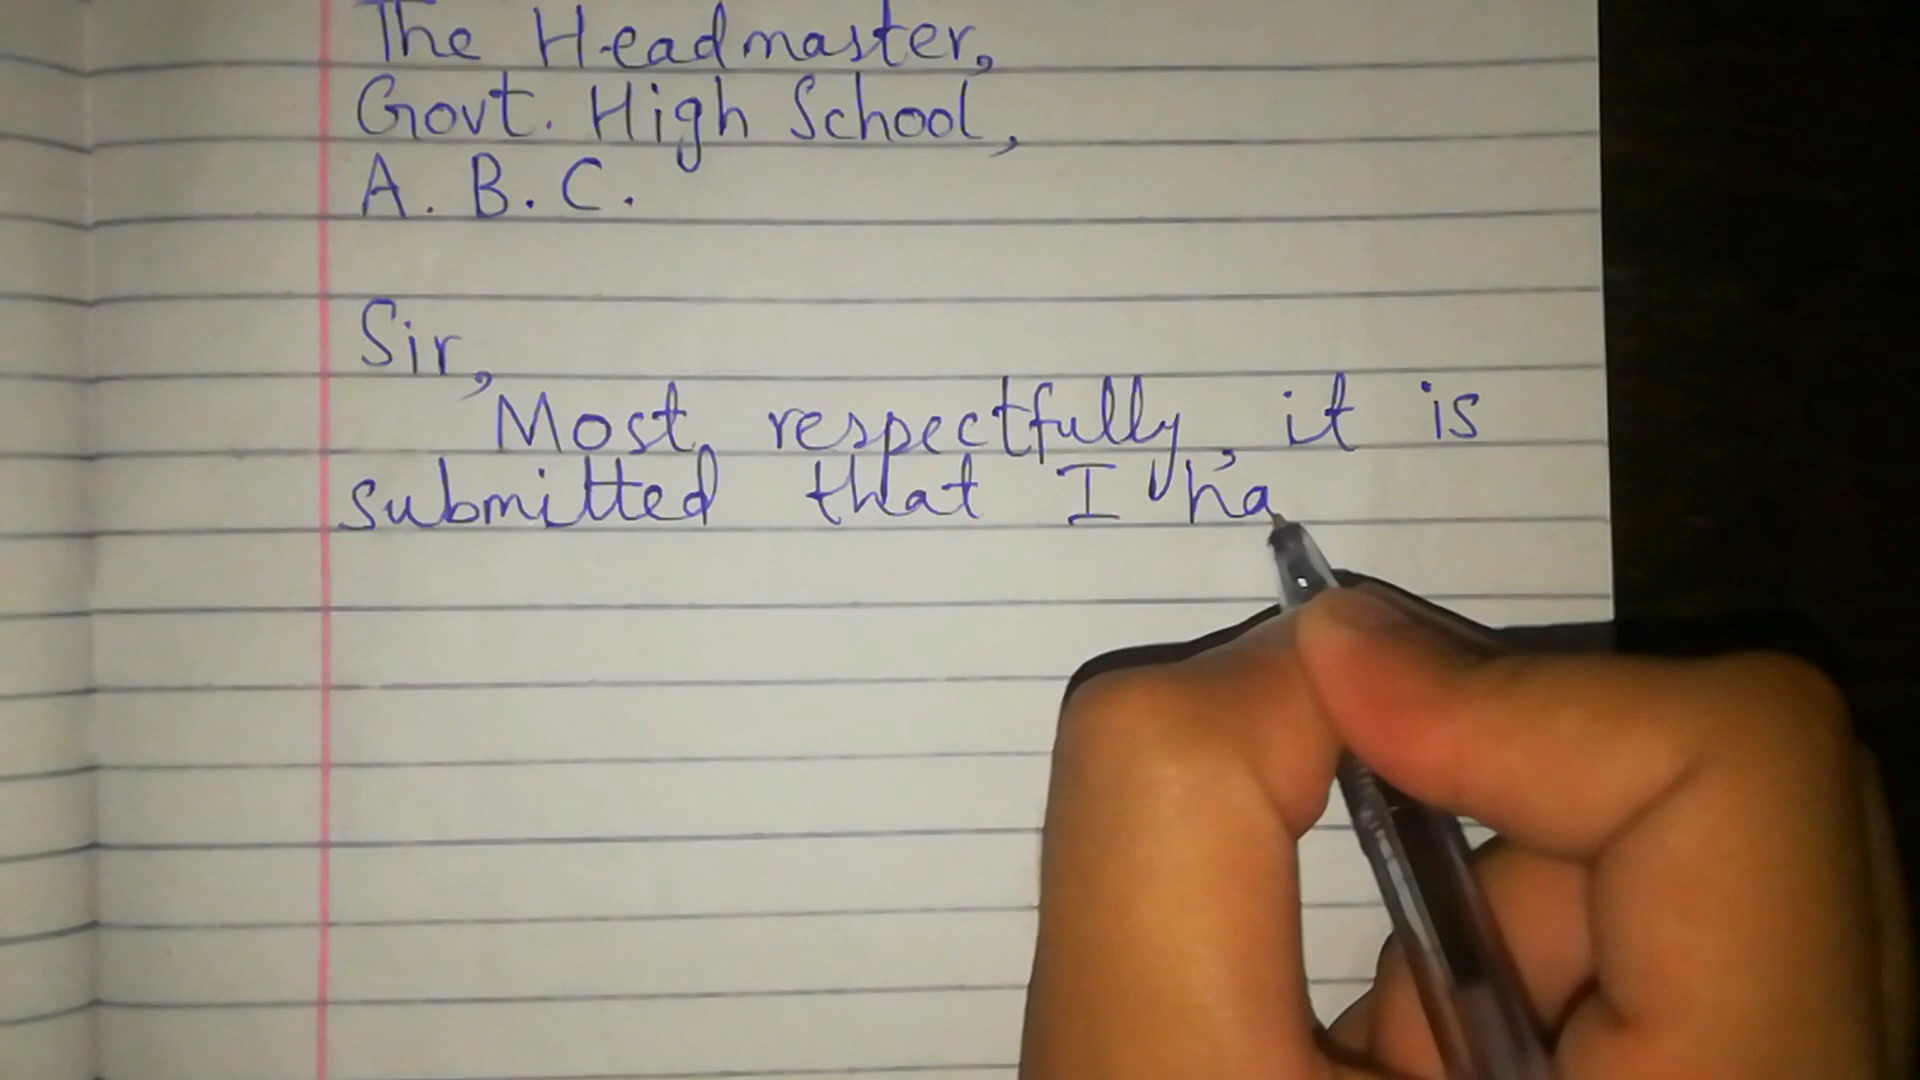 The Headmaster,
Govt. High School,
A. B. C.
Sir,
Most respectfully, it is
submitted that I ha